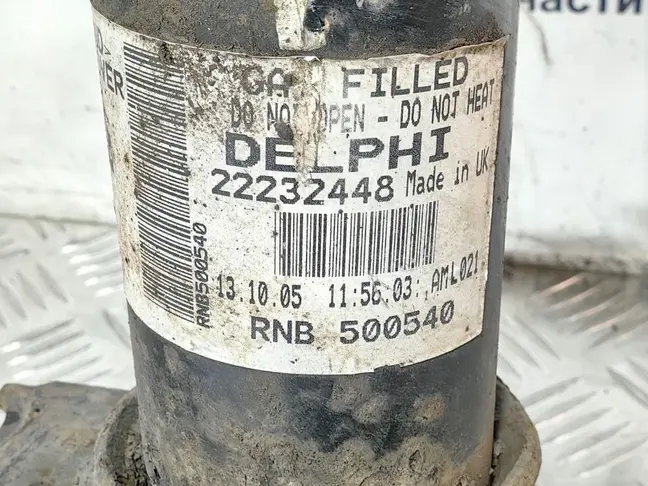 GAS FILLED
DO NOT OPEN - DO NOT HEAT
DELPHI
22232448 Made in UK
13.10.05 11:56.03. AML021
RNB 500540
RNB500540